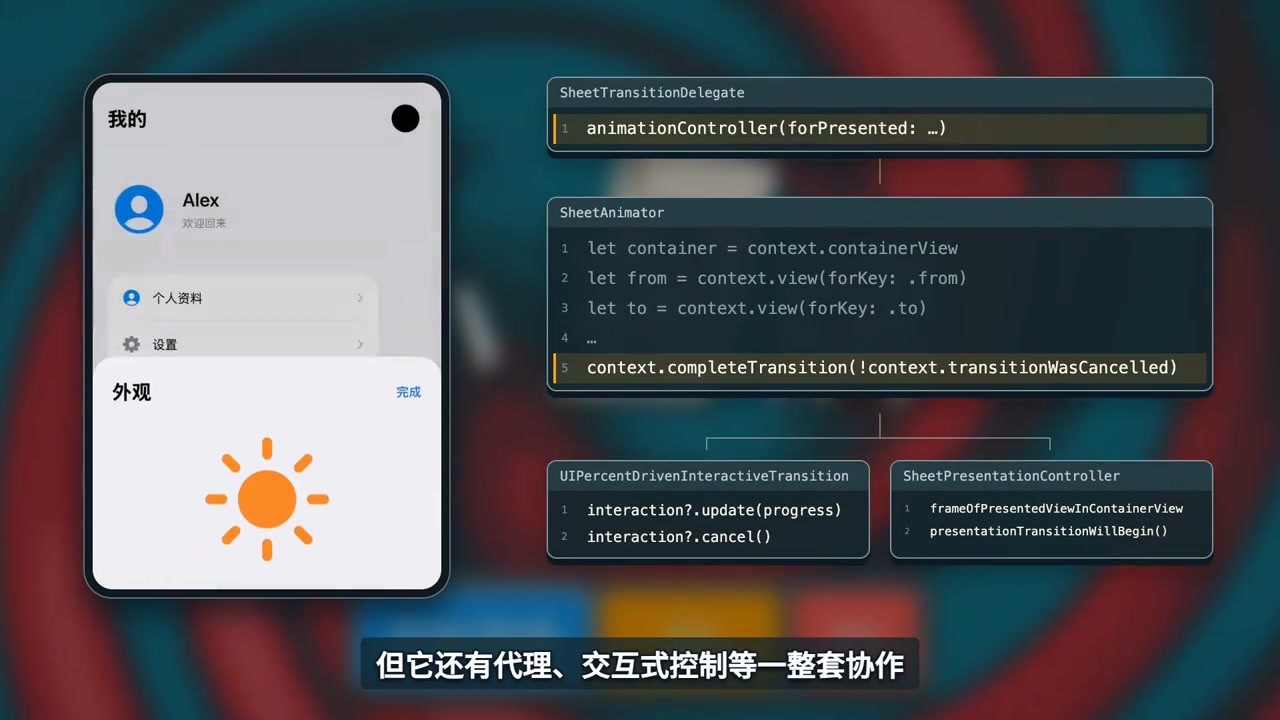 我的
Alex
欢迎回来
个人资料
设置
外观
完成
SheetTransitionDelegate
1 animationController(forPresented: …)
SheetAnimator
1 let container = context.containerView
2 let from = context.view(forKey: .from)
3 let to = context.view(forKey: .to)
4 …
5 context.completeTransition(!context.transitionWasCancelled)
UIPercentDrivenInteractiveTransition
1 interaction?.update(progress)
2 interaction?.cancel()
SheetPresentationController
1 frameOfPresentedViewInContainerView
2 presentationTransitionWillBegin()
但它还有代理、交互式控制等一整套协作